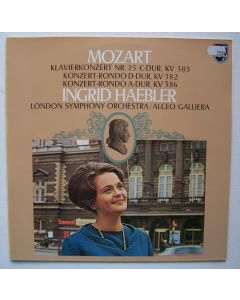 MOZART
KLAVIERKONZERT NR. 25 C-DUR, KV 503
KONZERT-RONDO D-DUR, KV 382
KONZERT-RONDO A-DUR, KV 386
INGRID HAEBLER
LONDON SYMPHONY ORCHESTRA / ALCEO GALLIERA